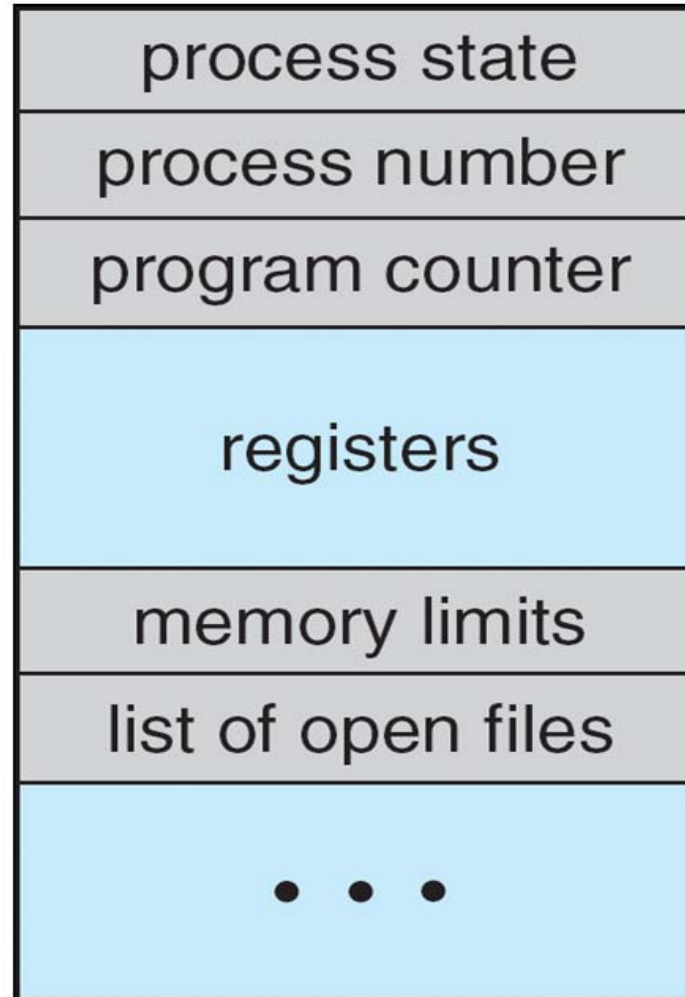 process state
process number
program counter
registers
memory limits
list of open files
• • •